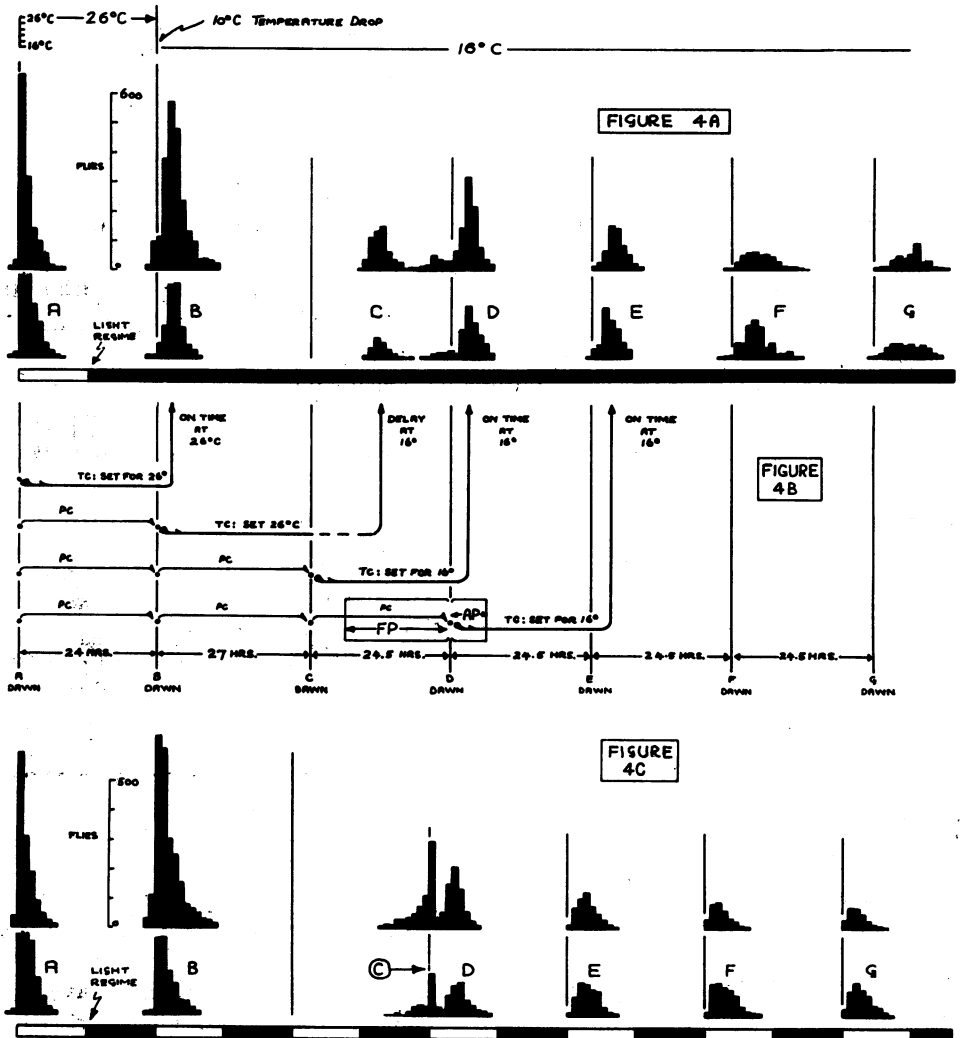 26°C
16°C
26°C
10°C TEMPERATURE DROP
16°C
600
FLIES
0
FIGURE 4A
A
B
C
D
E
F
G
LIGHT
REGIME
ON TIME
AT
26°C
DELAY
AT
16°
ON TIME
AT
16°
ON TIME
AT
16°
FIGURE
4B
TC: SET FOR 26°
PC
TC: SET 26°C
PC
PC
TC: SET FOR 16°
PC
PC
PC
AP
FP
TC: SET FOR 16°
24 HRS.
27 HRS.
24.5 HRS.
24.5 HRS.
24.5 HRS.
24.5 HRS.
A
DAWN
B
DAWN
C
DAWN
D
DAWN
E
DAWN
F
DAWN
G
DAWN
FIGURE
4C
500
FLIES
0
A
B
C
D
E
F
G
LIGHT
REGIME